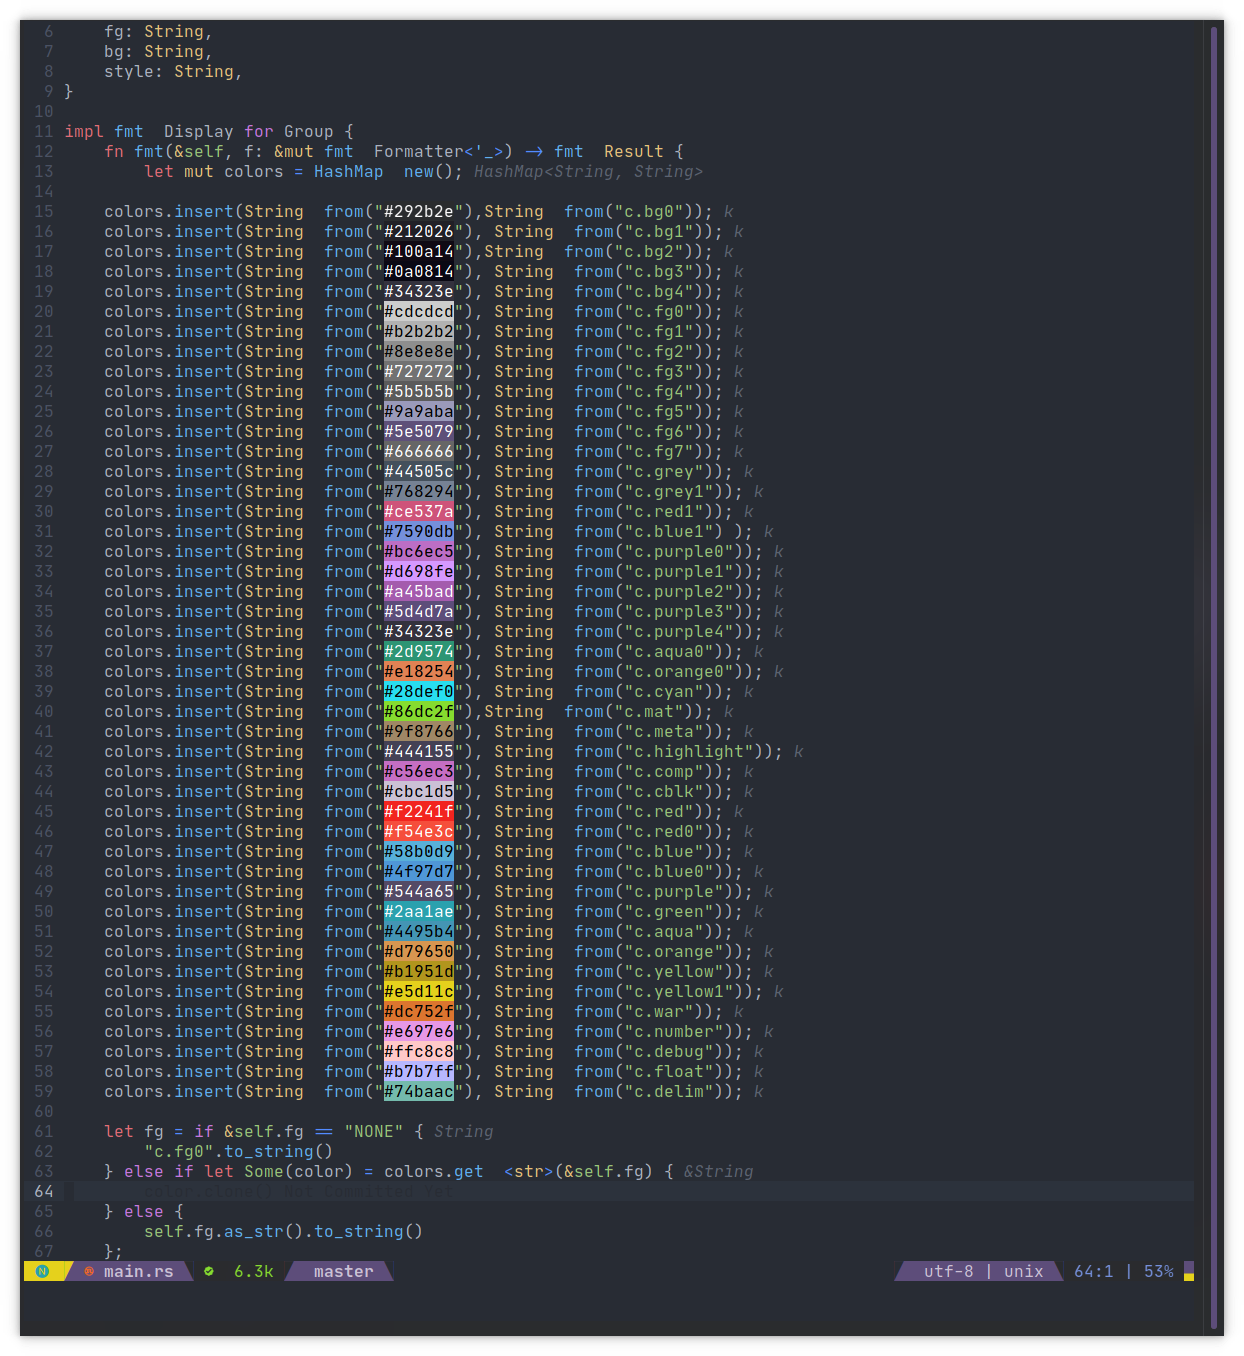 6 fg: String,
7 bg: String,
8 style: String,
9 }
10
11 impl fmt  Display for Group {
12 fn fmt(&self, f: &mut fmt  Formatter<'_>) -> fmt  Result {
13 let mut colors = HashMap  new(); HashMap<String, String>
14
15 colors.insert(String  from("#292b2e"),String  from("c.bg0")); k
16 colors.insert(String  from("#212026"), String  from("c.bg1")); k
17 colors.insert(String  from("#100a14"),String  from("c.bg2")); k
18 colors.insert(String  from("#0a0814"), String  from("c.bg3")); k
19 colors.insert(String  from("#34323e"), String  from("c.bg4")); k
20 colors.insert(String  from("#cdcdcd"), String  from("c.fg0")); k
21 colors.insert(String  from("#b2b2b2"), String  from("c.fg1")); k
22 colors.insert(String  from("#8e8e8e"), String  from("c.fg2")); k
23 colors.insert(String  from("#727272"), String  from("c.fg3")); k
24 colors.insert(String  from("#5b5b5b"), String  from("c.fg4")); k
25 colors.insert(String  from("#9a9aba"), String  from("c.fg5")); k
26 colors.insert(String  from("#5e5079"), String  from("c.fg6")); k
27 colors.insert(String  from("#666666"), String  from("c.fg7")); k
28 colors.insert(String  from("#44505c"), String  from("c.grey")); k
29 colors.insert(String  from("#768294"), String  from("c.grey1")); k
30 colors.insert(String  from("#ce537a"), String  from("c.red1")); k
31 colors.insert(String  from("#7590db"), String  from("c.blue1") ); k
32 colors.insert(String  from("#bc6ec5"), String  from("c.purple0")); k
33 colors.insert(String  from("#d698fe"), String  from("c.purple1")); k
34 colors.insert(String  from("#a45bad"), String  from("c.purple2")); k
35 colors.insert(String  from("#5d4d7a"), String  from("c.purple3")); k
36 colors.insert(String  from("#34323e"), String  from("c.purple4")); k
37 colors.insert(String  from("#2d9574"), String  from("c.aqua0")); k
38 colors.insert(String  from("#e18254"), String  from("c.orange0")); k
39 colors.insert(String  from("#28def0"), String  from("c.cyan")); k
40 colors.insert(String  from("#86dc2f"),String  from("c.mat")); k
41 colors.insert(String  from("#9f8766"), String  from("c.meta")); k
42 colors.insert(String  from("#444155"), String  from("c.highlight")); k
43 colors.insert(String  from("#c56ec3"), String  from("c.comp")); k
44 colors.insert(String  from("#cbc1d5"), String  from("c.cblk")); k
45 colors.insert(String  from("#f2241f"), String  from("c.red")); k
46 colors.insert(String  from("#f54e3c"), String  from("c.red0")); k
47 colors.insert(String  from("#58b0d9"), String  from("c.blue")); k
48 colors.insert(String  from("#4f97d7"), String  from("c.blue0")); k
49 colors.insert(String  from("#544a65"), String  from("c.purple")); k
50 colors.insert(String  from("#2aa1ae"), String  from("c.green")); k
51 colors.insert(String  from("#4495b4"), String  from("c.aqua")); k
52 colors.insert(String  from("#d79650"), String  from("c.orange")); k
53 colors.insert(String  from("#b1951d"), String  from("c.yellow")); k
54 colors.insert(String  from("#e5d11c"), String  from("c.yellow1")); k
55 colors.insert(String  from("#dc752f"), String  from("c.war")); k
56 colors.insert(String  from("#e697e6"), String  from("c.number")); k
57 colors.insert(String  from("#ffc8c8"), String  from("c.debug")); k
58 colors.insert(String  from("#b7b7ff"), String  from("c.float")); k
59 colors.insert(String  from("#74baac"), String  from("c.delim")); k
60
61 let fg = if &self.fg == "NONE" { String
62 "c.fg0".to_string()
63 } else if let Some(color) = colors.get  <str>(&self.fg) { &String
64 color.clone() Not Committed Yet
65 } else {
66 self.fg.as_str().to_string()
67 };
N main.rs 6.3k master utf-8 | unix 64:1 | 53%